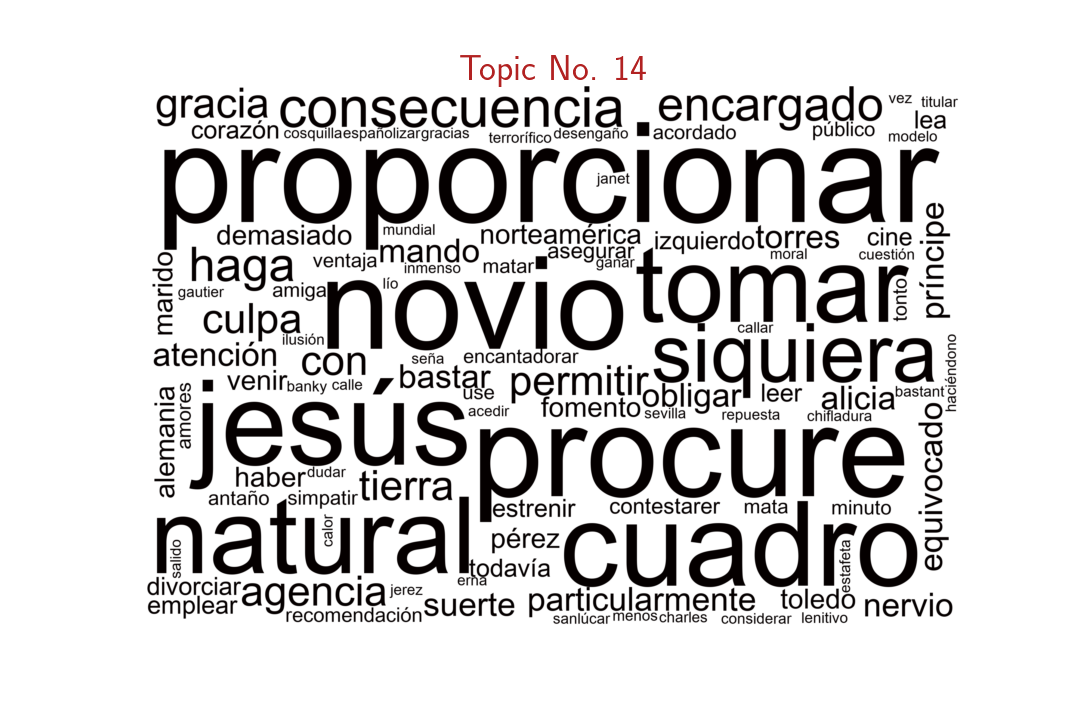 Topic No. 14
gracia consecuencia encargado vez titular
lea
corazón cosquilla españolizar gracias terrorífico desengaño acordado público modelo
proporcionar
janet
demasiado mundial mando norteamérica izquierdo torres cine príncipe
haga ventaja inmenso matar asegurar ganar moral cuestión
marido gautier amiga lío novio tomar tonto
culpa ilusión callar
atención con seña encantadorar siquiera haciéndono
venir banky calle bastar use permitir obligar leer alicia bastant
alemania amores jesús acedir fomento sevilla repuesta chifladura
procure equivocado
haber dudar
antaño simpatir tierra estrenir contestarer mata minuto
natural calor salido pérez cuadro estafeta
todavía
divorciar agencia jerez erna
emplear recomendación suerte particularmente toledo nervio
sanlúcar menos charles considerar lenitivo